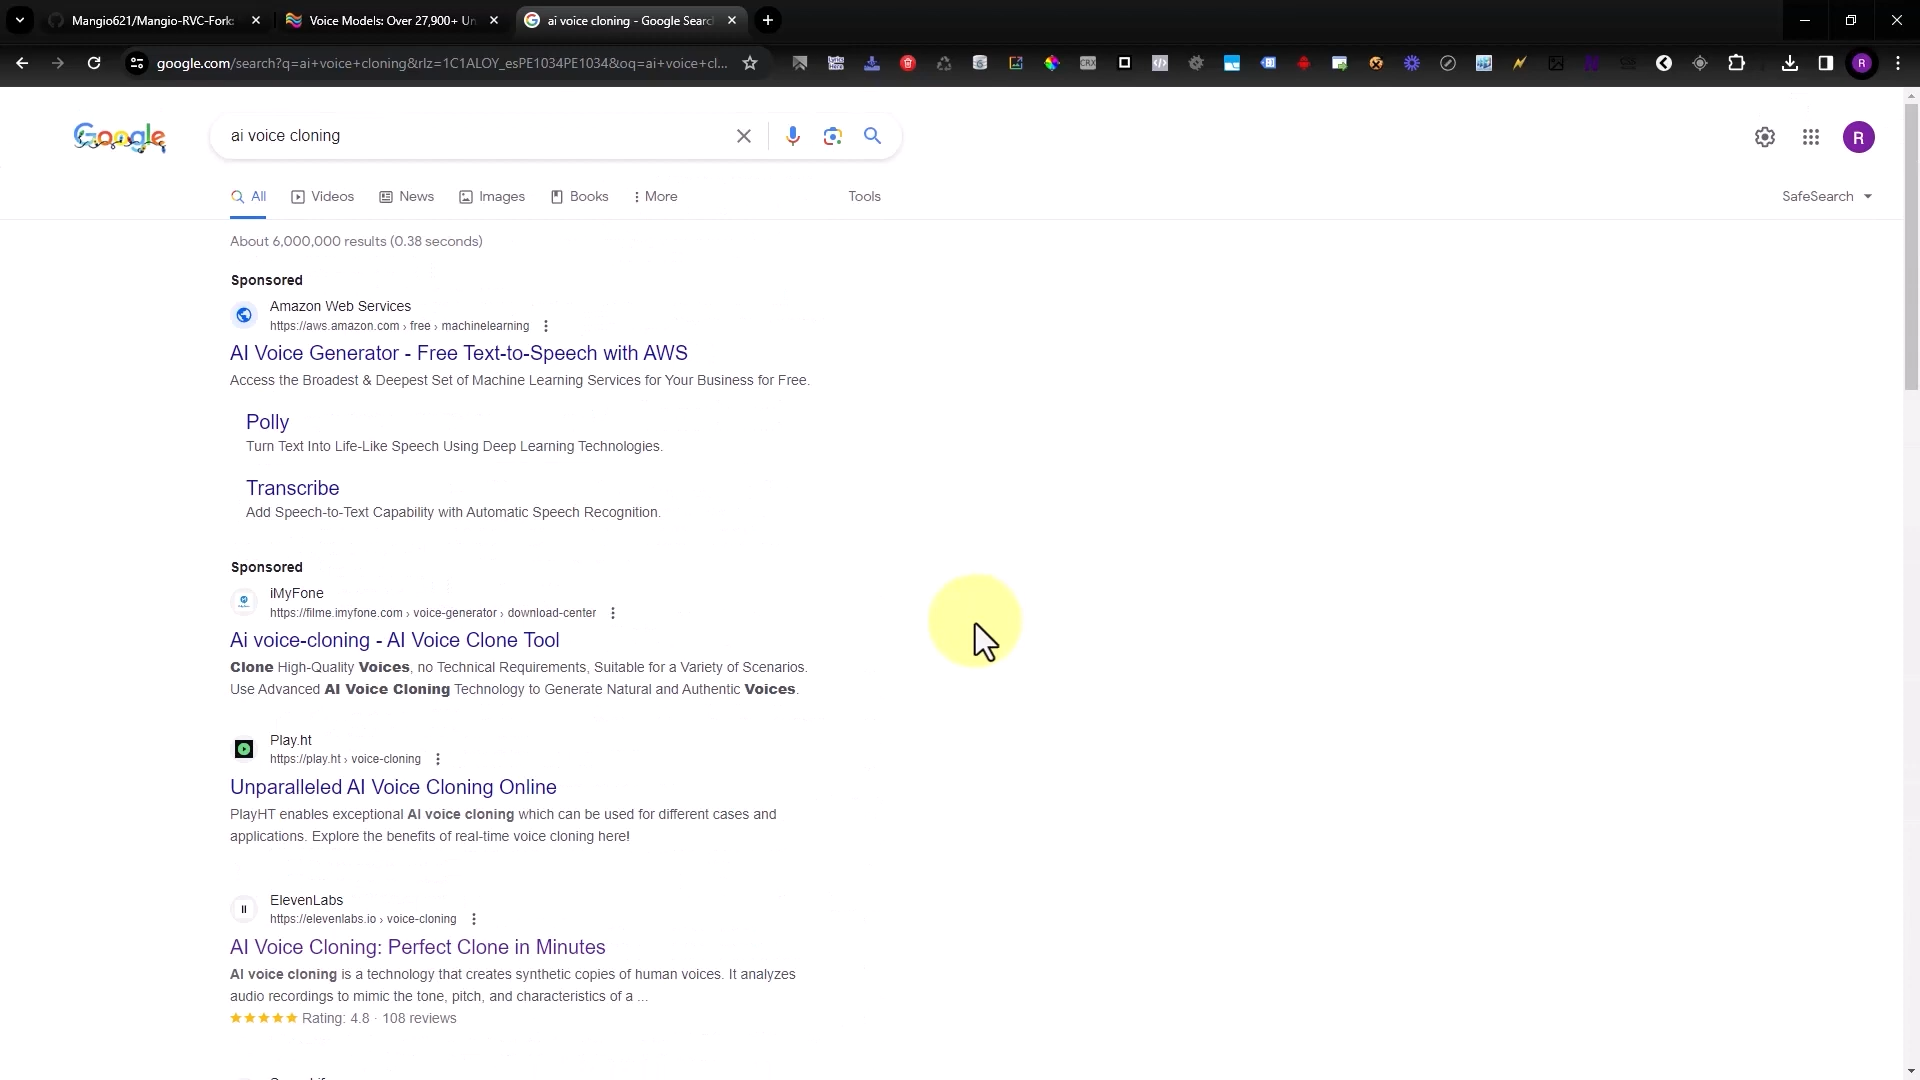 Mangio621/Mangio-RVC-Fork:
Voice Models: Over 27,900+ Un
ai voice cloning - Google Searc
google.com/search?q=ai+voice+cloning&rlz=1C1ALOY_esPE1034PE1034&oq=ai+voice+cl...
R
Google
ai voice cloning
R
All
Videos
News
Images
Books
More
Tools
SafeSearch
About 6,000,000 results (0.38 seconds)
Sponsored
Amazon Web Services
https://aws.amazon.com › free › machinelearning
AI Voice Generator - Free Text-to-Speech with AWS
Access the Broadest & Deepest Set of Machine Learning Services for Your Business for Free.
Polly
Turn Text Into Life-Like Speech Using Deep Learning Technologies.
Transcribe
Add Speech-to-Text Capability with Automatic Speech Recognition.
Sponsored
iMyFone
https://filme.imyfone.com › voice-generator › download-center
Ai voice-cloning - AI Voice Clone Tool
Clone High-Quality Voices, no Technical Requirements, Suitable for a Variety of Scenarios.
Use Advanced AI Voice Cloning Technology to Generate Natural and Authentic Voices.
Play.ht
https://play.ht › voice-cloning
Unparalleled AI Voice Cloning Online
PlayHT enables exceptional AI voice cloning which can be used for different cases and
applications. Explore the benefits of real-time voice cloning here!
ElevenLabs
https://elevenlabs.io › voice-cloning
AI Voice Cloning: Perfect Clone in Minutes
AI voice cloning is a technology that creates synthetic copies of human voices. It analyzes
audio recordings to mimic the tone, pitch, and characteristics of a ...
Rating: 4.8 · 108 reviews